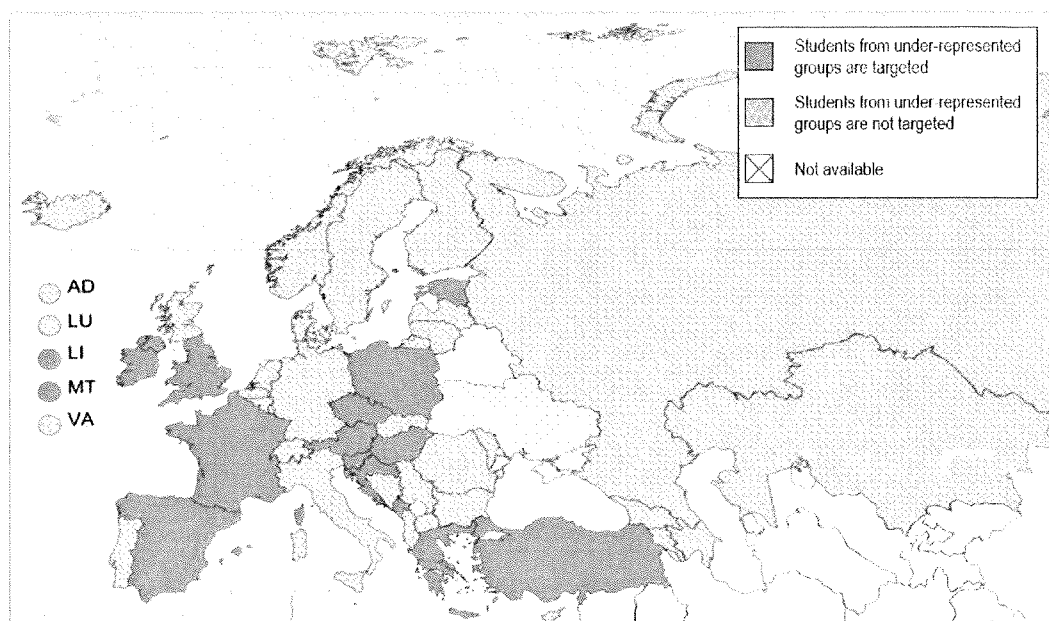 Students from under-represented
groups are targeted
Students from under-represented
groups are not targeted
Not available
AD
LU
LI
MT
VA